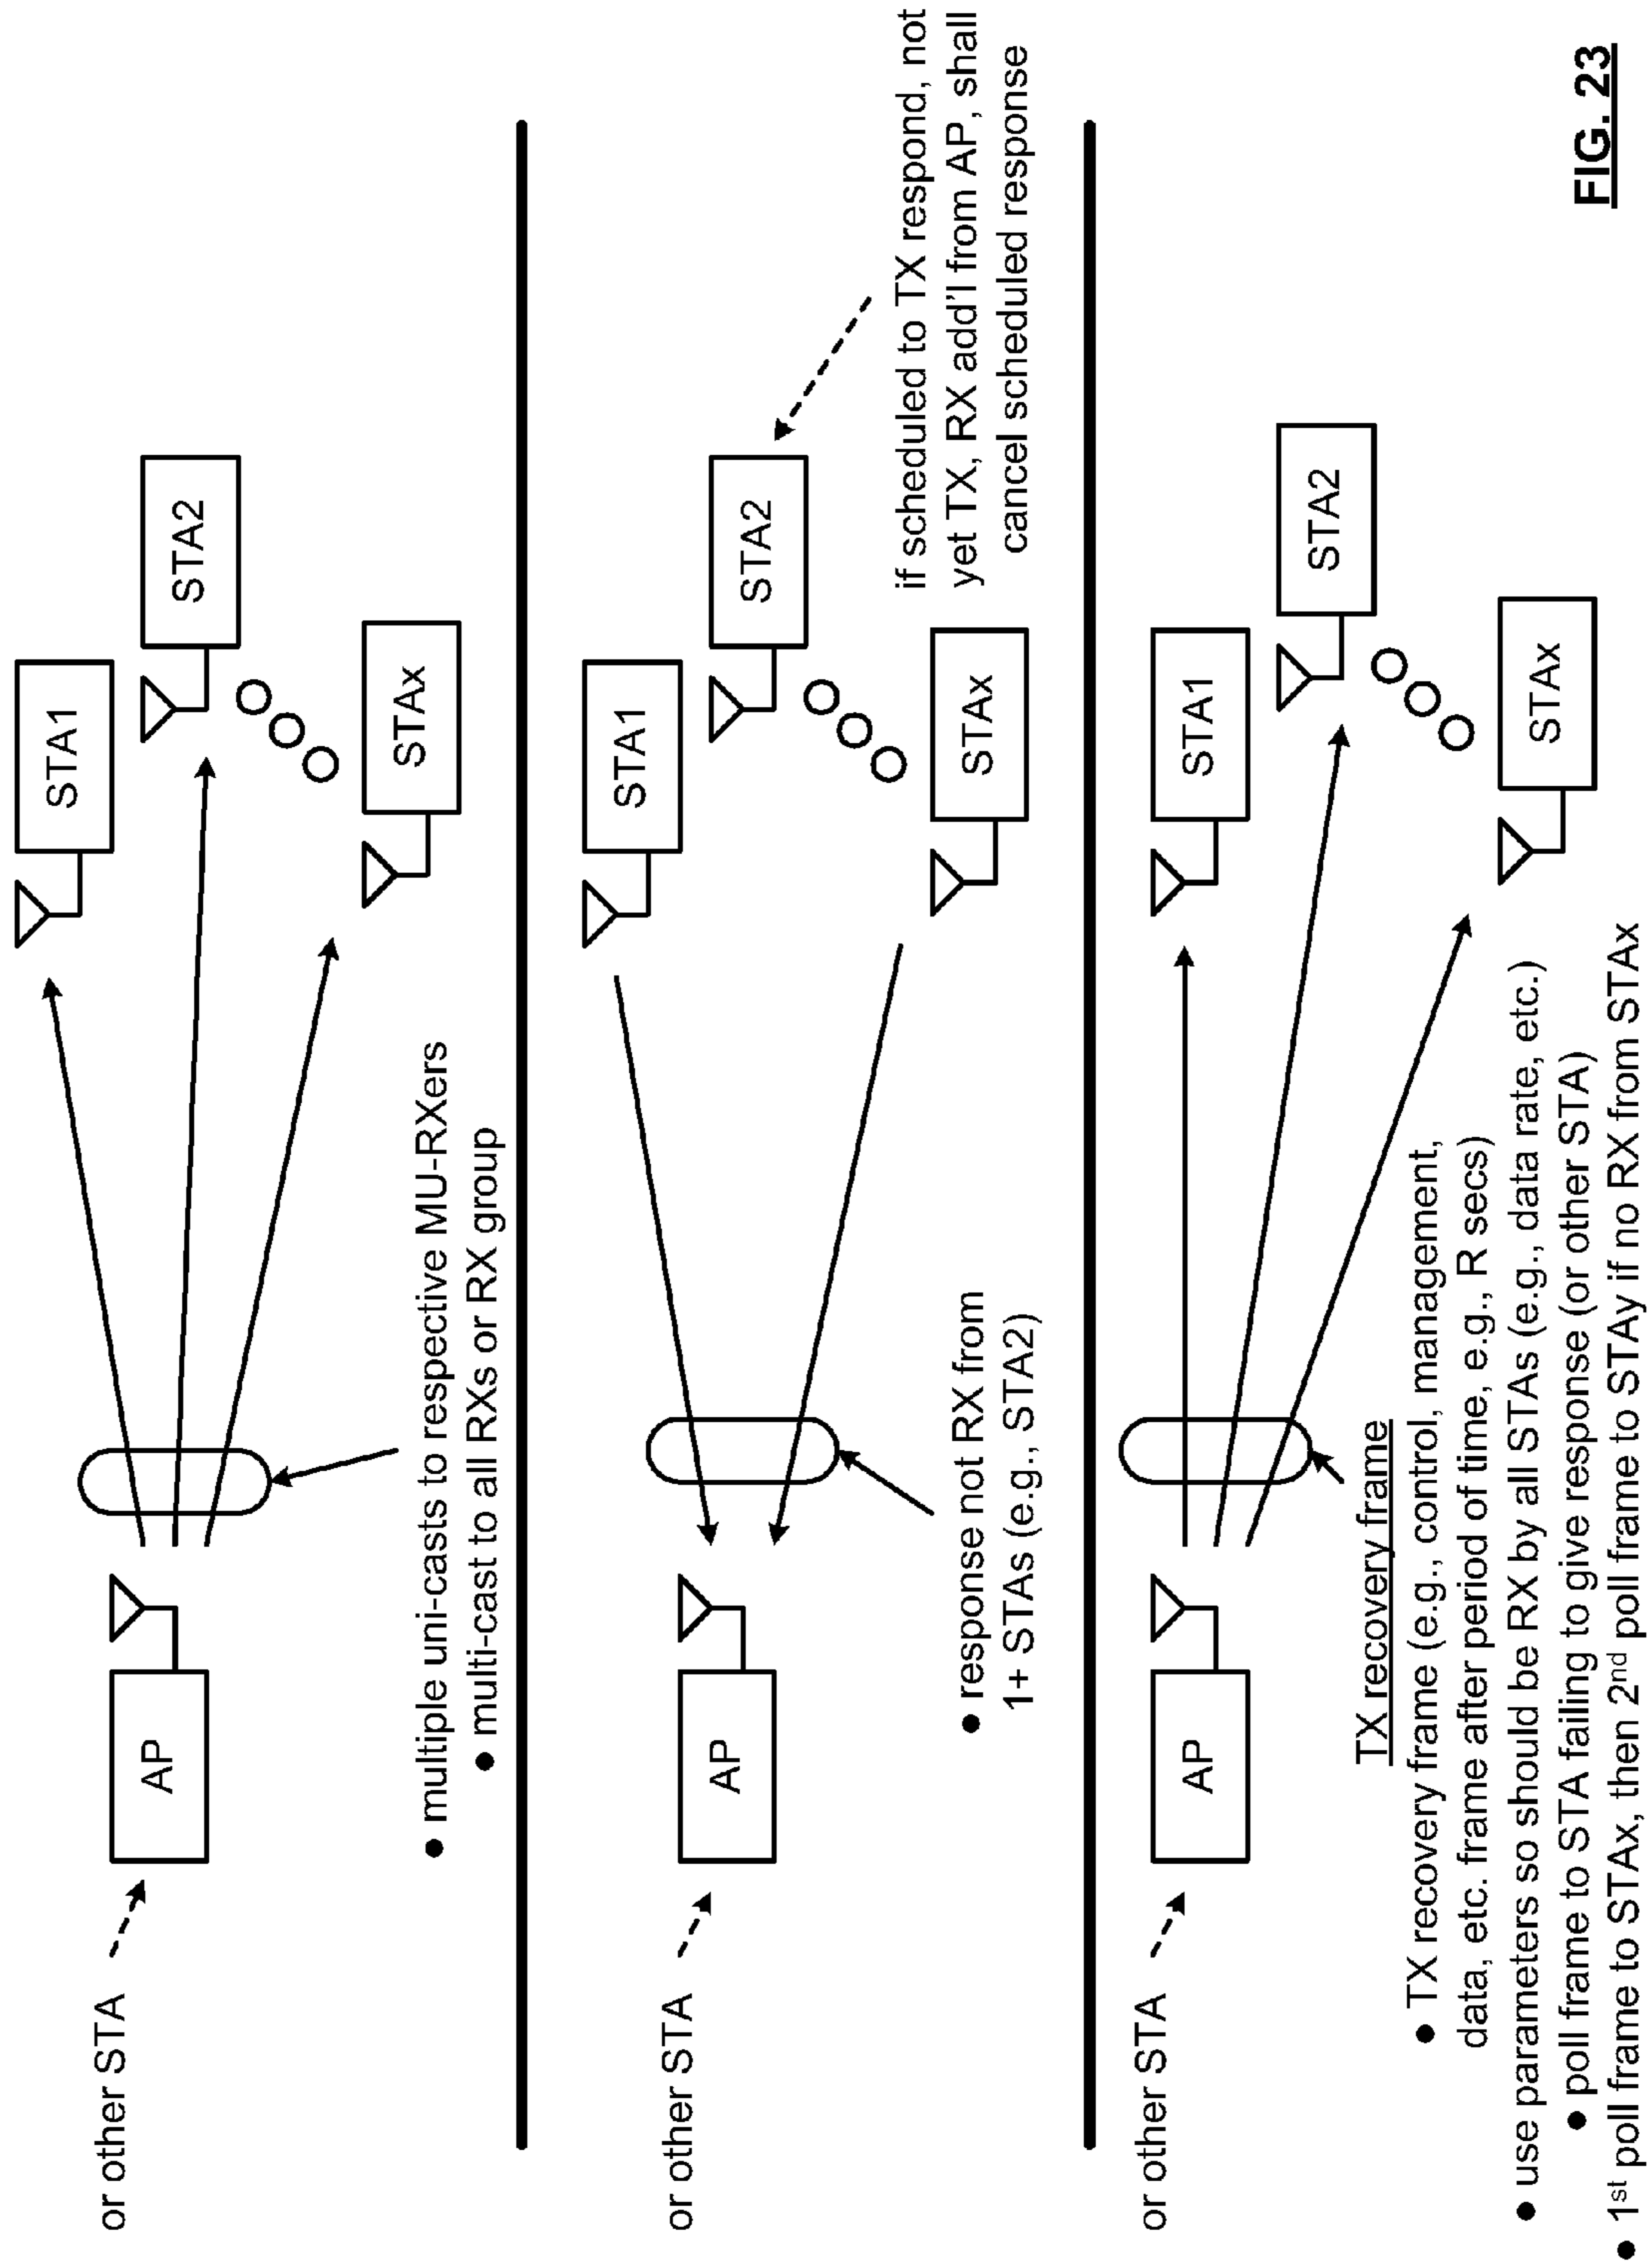 or other STA
AP
STA1
STA2
STAx
● multiple uni-casts to respective MU-RXers
● multi-cast to all RXs or RX group
or other STA
AP
STA1
STA2
STAx
● response not RX from
1+ STAs (e.g., STA2)
if scheduled to TX respond, not
yet TX, RX add'l from AP, shall
cancel scheduled response
or other STA
AP
STA1
STA2
STAx
TX recovery frame
● TX recovery frame (e.g., control, management,
data, etc. frame after period of time, e.g., R secs)
● use parameters so should be RX by all STAs (e.g., data rate, etc.)
● poll frame to STA failing to give response (or other STA)
● 1st poll frame to STAx, then 2nd poll frame to STAy if no RX from STAx
FIG. 23